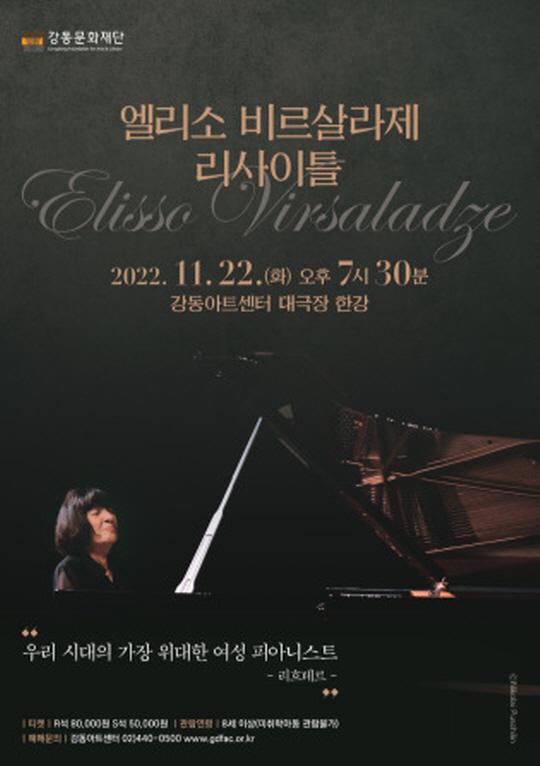 강동문화재단
Gangdong Foundation for Arts & Culture
엘리소 비르살라제
리사이틀
Elisso Virsaladze
2022. 11. 22.(화) 오후 7시 30분
강동아트센터 대극장 한강
우리 시대의 가장 위대한 여성 피아니스트
- 리흐테르 -
| 티켓 | R석 80,000원 S석 50,000원 | 관람연령 | 8세 이상(미취학아동 관람불가)
| 예매문의 | 강동아트센터 02)440-0500 www.gdfac.or.kr